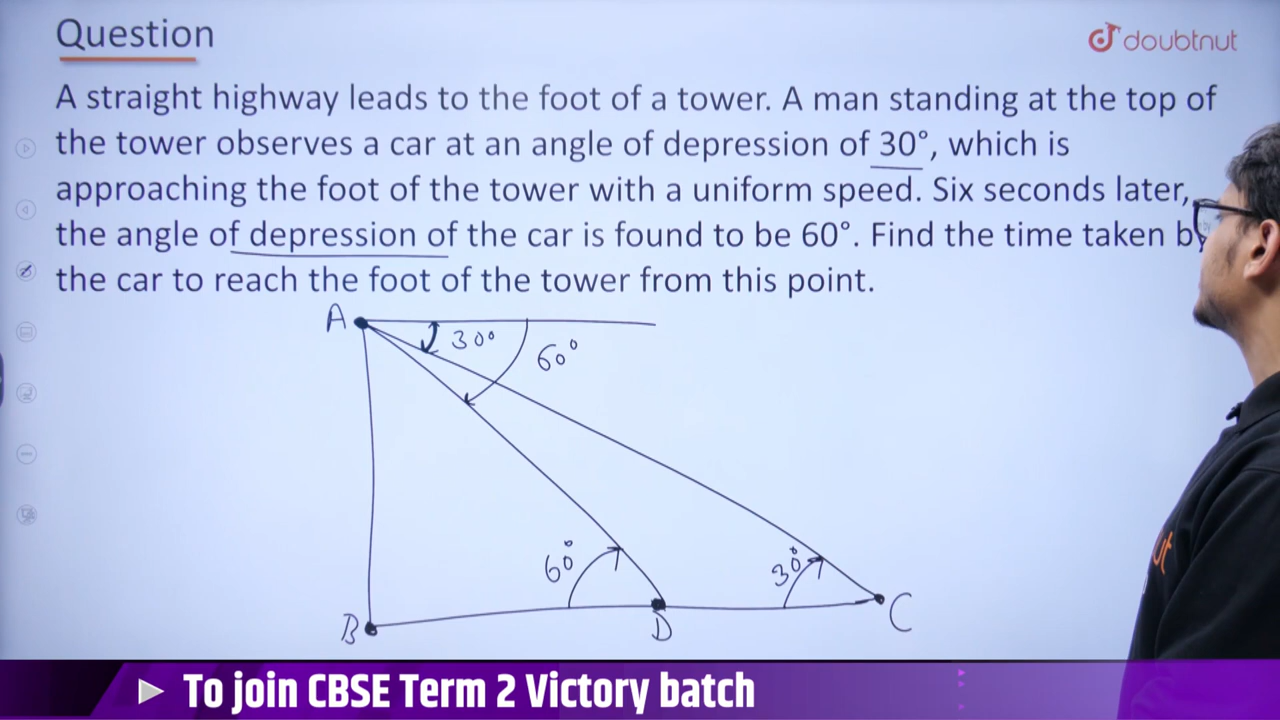 Question
doubtnut
A straight highway leads to the foot of a tower. A man standing at the top of
the tower observes a car at an angle of depression of 30°, which is
approaching the foot of the tower with a uniform speed. Six seconds later,
the angle of depression of the car is found to be 60°. Find the time taken by
the car to reach the foot of the tower from this point.
A
30°
60°
60°
30°
B
D
C
To join CBSE Term 2 Victory batch